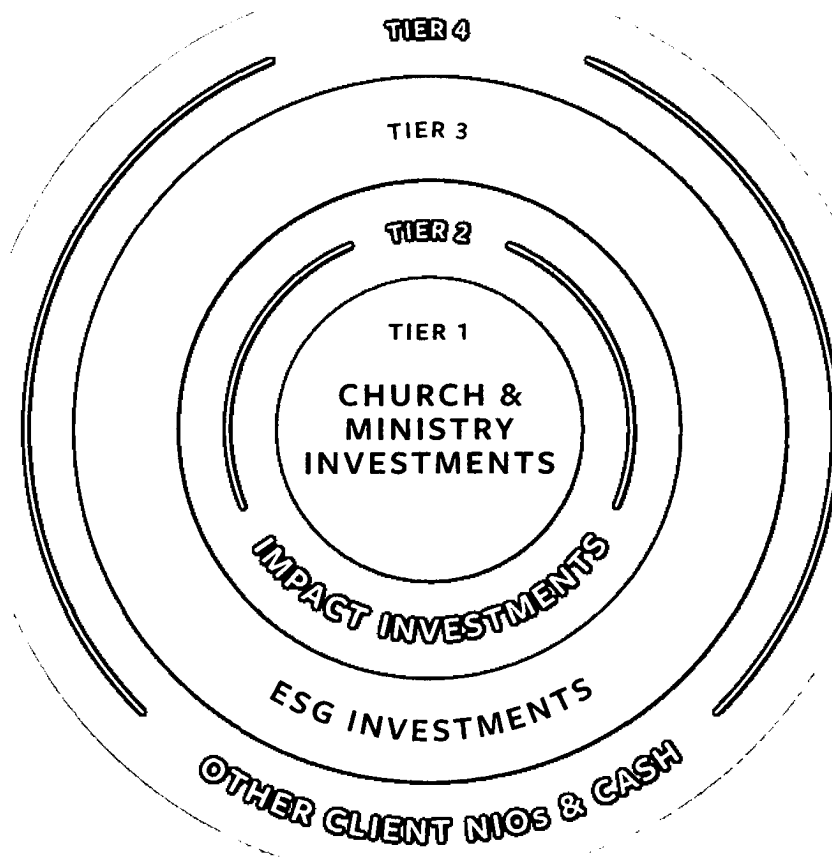 TIER 4
TIER 3
TIER 2
TIER 1
CHURCH &
MINISTRY
INVESTMENTS
IMPACT INVESTMENTS
ESG INVESTMENTS
OTHER CLIENT NIOs & CASH